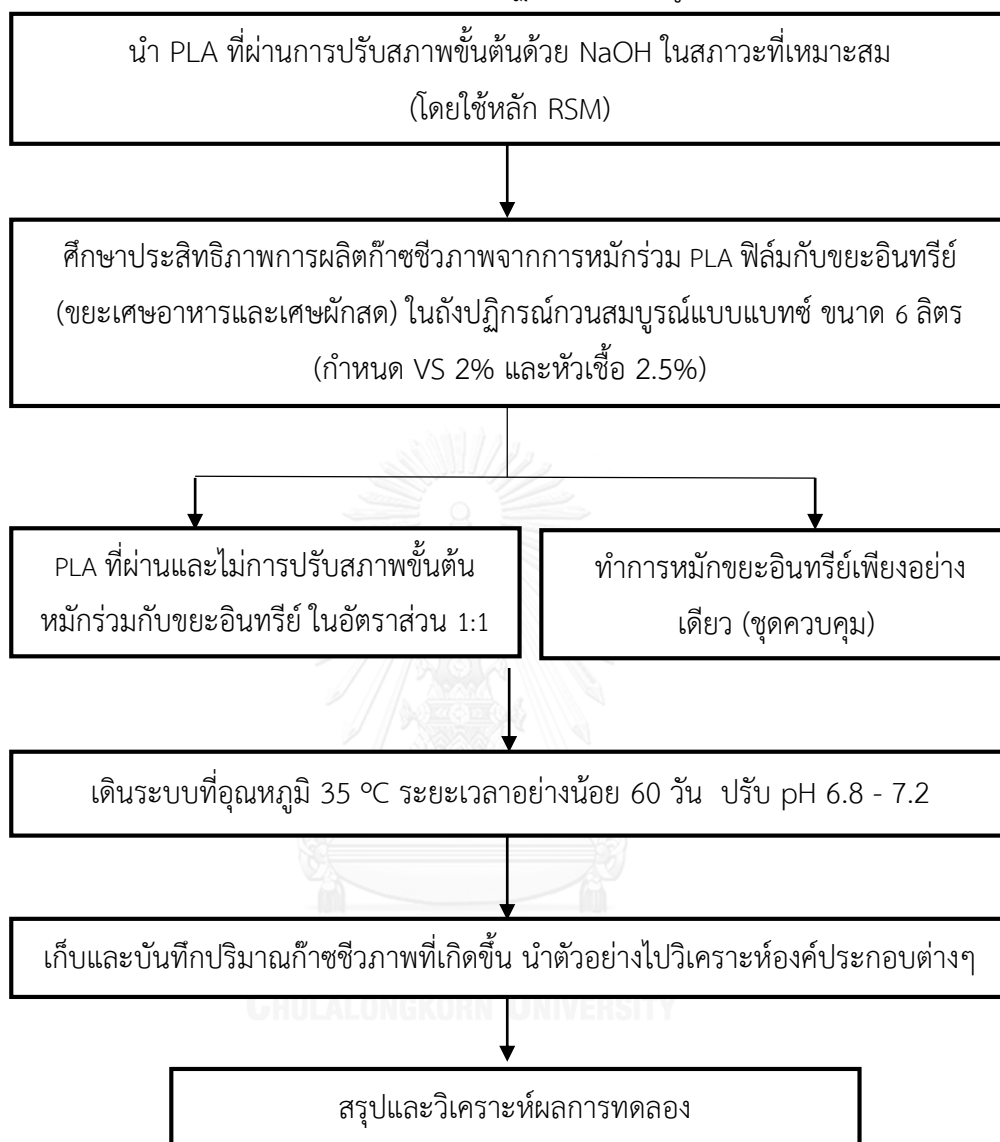 นำ PLA ที่ผ่านการปรับสภาพขั้นต้นด้วย NaOH ในสภาวะที่เหมาะสม
(โดยใช้หลัก RSM)
ศึกษาประสิทธิภาพการผลิตก๊าซชีวภาพจากการหมักร่วม PLA ฟิล์มกับขยะอินทรีย์
(ขยะเศษอาหารและเศษผักสด) ในถังปฏิกรณ์กวนสมบูรณ์แบบแบทซ์ ขนาด 6 ลิตร
(กำหนด VS 2% และหัวเชื้อ 2.5%)
PLA ที่ผ่านและไม่การปรับสภาพขั้นต้น
หมักร่วมกับขยะอินทรีย์ ในอัตราส่วน 1:1
ทำการหมักขยะอินทรีย์เพียงอย่าง
เดียว (ชุดควบคุม)
เดินระบบที่อุณหภูมิ 35 ºC ระยะเวลาอย่างน้อย 60 วัน ปรับ pH 6.8 - 7.2
เก็บและบันทึกปริมาณก๊าซชีวภาพที่เกิดขึ้น นำตัวอย่างไปวิเคราะห์องค์ประกอบต่างๆ
CHULALONGKORN UNIVERSITY
สรุปและวิเคราะห์ผลการทดลอง